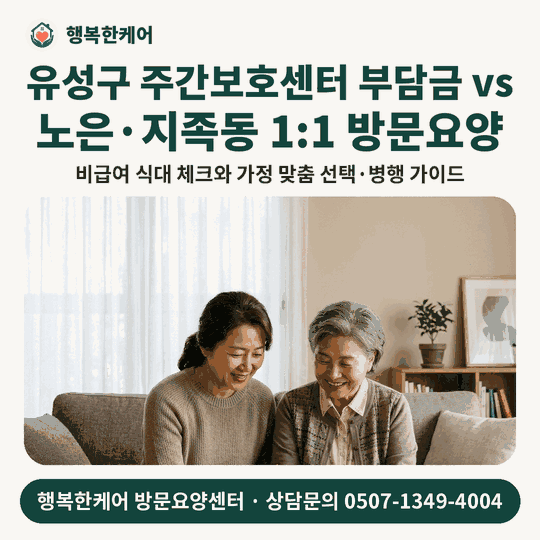 행복한케어
유성구 주간보호센터 부담금 vs
노은·지족동 1:1 방문요양
비급여 식대 체크와 가정 맞춤 선택·병행 가이드
행복한케어 방문요양센터 · 상담문의 0507-1349-4004